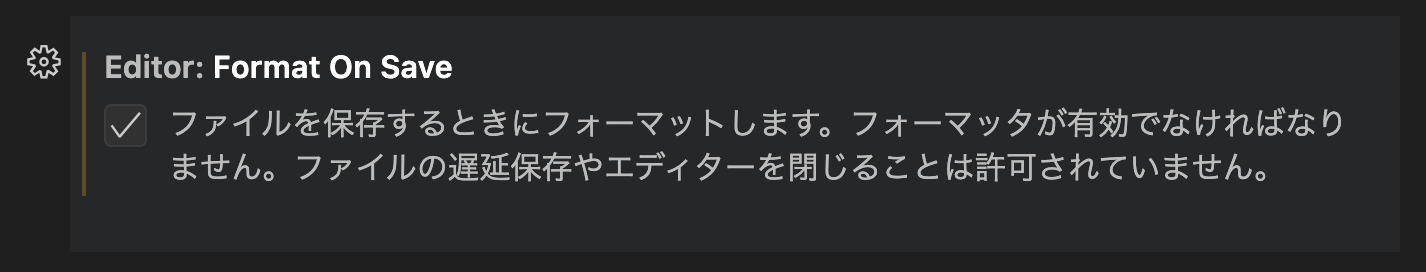 Editor: Format On Save
ファイルを保存するときにフォーマットします。フォーマッタが有効でなければなり
ません。ファイルの遅延保存やエディターを閉じることは許可されていません。